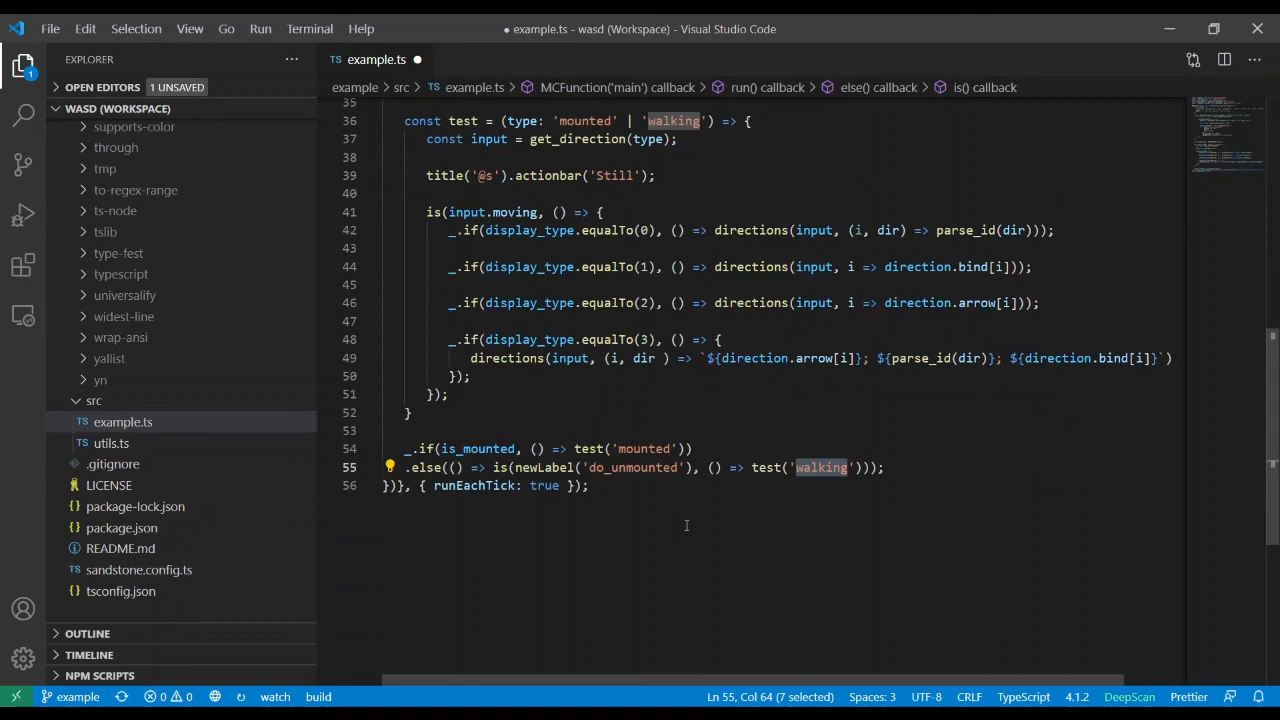 File Edit Selection View Go Run Terminal Help
● example.ts - wasd (Workspace) - Visual Studio Code
EXPLORER
TS example.ts ●
OPEN EDITORS 1 UNSAVED
1
example > src > TS example.ts > MCFunction('main') callback > run() callback > else() callback > is() callback
WASD (WORKSPACE)
supports-color
through
tmp
to-regex-range
ts-node
tslib
type-fest
typescript
universalify
widest-line
wrap-ansi
yallist
yn
src
TS example.ts
TS utils.ts
.gitignore
LICENSE
package-lock.json
package.json
README.md
sandstone.config.ts
tsconfig.json
OUTLINE
TIMELINE
NPM SCRIPTS
35
36 const test = (type: 'mounted' | 'walking') => {
37 const input = get_direction(type);
38
39 title('@s').actionbar('Still');
40
41 is(input.moving, () => {
42 _.if(display_type.equalTo(0), () => directions(input, (i, dir) => parse_id(dir)));
43
44 _.if(display_type.equalTo(1), () => directions(input, i => direction.bind[i]));
45
46 _.if(display_type.equalTo(2), () => directions(input, i => direction.arrow[i]));
47
48 _.if(display_type.equalTo(3), () => {
49 directions(input, (i, dir ) => `${direction.arrow[i]}; ${parse_id(dir)}; ${direction.bind[i]}`)
50 });
51 });
52 }
53
54 _.if(is_mounted, () => test('mounted'))
55 .else(() => is(newLabel('do_unmounted'), () => test('walking')));
56 })}, { runEachTick: true });
example 0 0 watch build Ln 55, Col 64 (7 selected) Spaces: 3 UTF-8 CRLF TypeScript 4.1.2 DeepScan Prettier